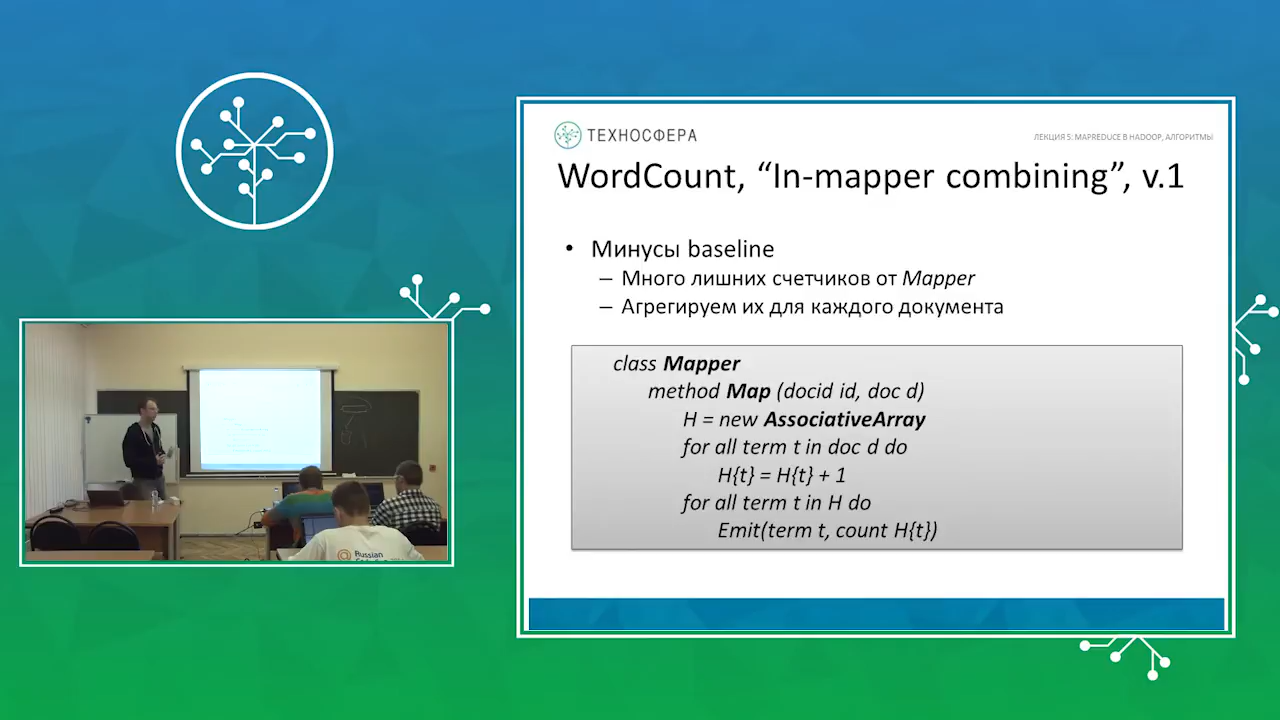 ТЕХНОСФЕРА
ЛЕКЦИЯ 5: MAPREDUCE В HADOOP, АЛГОРИТМЫ
WordCount, “In-mapper combining”, v.1
• Минусы baseline
– Много лишних счетчиков от Mapper
– Агрегируем их для каждого документа
class Mapper
method Map (docid id, doc d)
H = new AssociativeArray
for all term t in doc d do
H{t} = H{t} + 1
for all term t in H do
Emit(term t, count H{t})
Russian